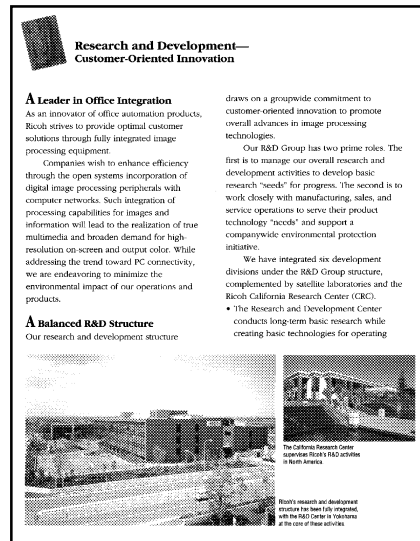 Research and Development—
Customer-Oriented Innovation
A Leader in Office Integration
As an innovator of office automation products,
Ricoh strives to provide optimal customer
solutions through fully integrated image
processing equipment.
Companies wish to enhance efficiency
through the open systems incorporation of
digital image processing peripherals with
computer networks. Such integration of
processing capabilities for images and
information will lead to the realization of true
multimedia and broaden demand for high-
resolution on-screen and output color. While
addressing the trend toward PC connectivity,
we are endeavoring to minimize the
environmental impact of our operations and
products.
A Balanced R&D Structure
Our research and development structure
draws on a groupwide commitment to
customer-oriented innovation to promote
overall advances in image processing
technologies.
Our R&D Group has two prime roles. The
first is to manage our overall research and
development activities to develop basic
research "seeds" for progress. The second is to
work closely with manufacturing, sales, and
service operations to serve their product
technology "needs" and support a
companywide environmental protection
initiative.
We have integrated six development
divisions under the R&D Group structure,
complemented by satellite laboratories and the
Ricoh California Research Center (CRC).
• The Research and Development Center
conducts long-term basic research while
creating basic technologies for operating
The California Research Center
supervises Ricoh's R&D activities
in North America.
Ricoh's research and development
structure has been fully integrated,
with the R&D Center in Yokohama
at the core of these activities.